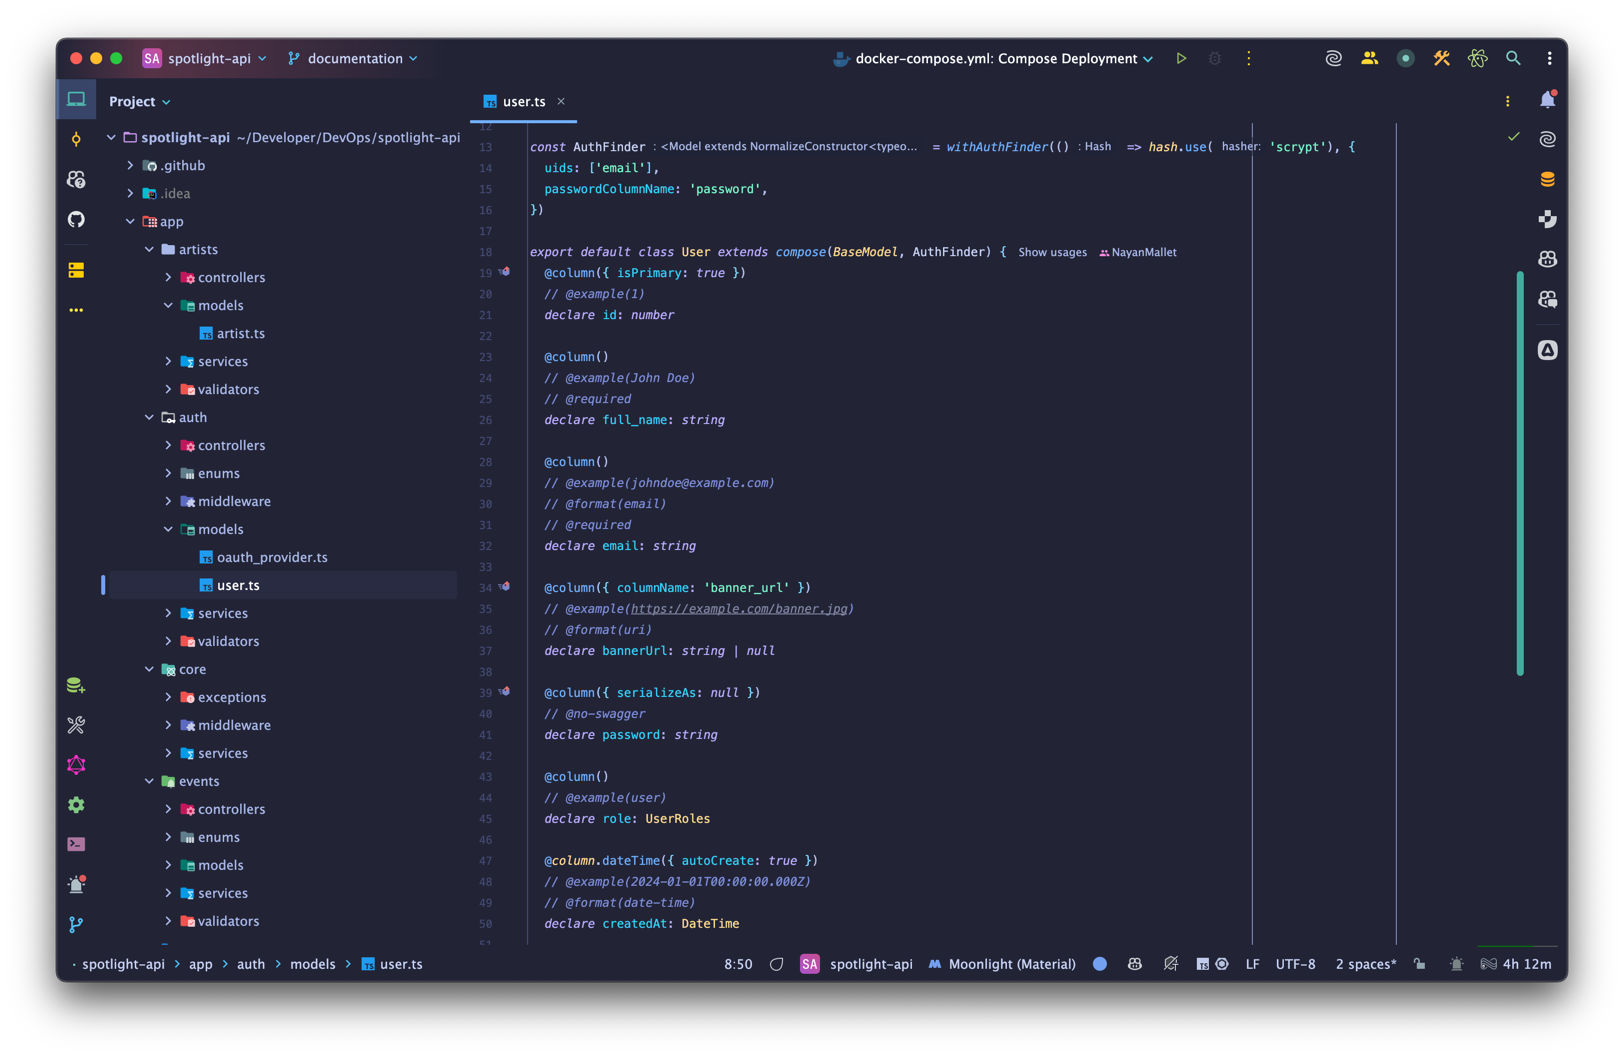 SA spotlight-api documentation docker-compose.yml: Compose Deployment
Project
spotlight-api ~/Developer/DevOps/spotlight-api
.github
.idea
app
artists
controllers
models
TS artist.ts
services
validators
auth
controllers
enums
middleware
models
TS oauth_provider.ts
TS user.ts
services
validators
core
exceptions
middleware
services
events
controllers
enums
models
services
validators
TS user.ts
12
13 const AuthFinder : <Model extends NormalizeConstructor<typeo... = withAuthFinder(() : Hash => hash.use( hasher: 'scrypt'), {
14 uids: ['email'],
15 passwordColumnName: 'password',
16 })
17
18 export default class User extends compose(BaseModel, AuthFinder) { Show usages NayanMallet
19 @column({ isPrimary: true })
20 // @example(1)
21 declare id: number
22
23 @column()
24 // @example(John Doe)
25 // @required
26 declare full_name: string
27
28 @column()
29 // @example(johndoe@example.com)
30 // @format(email)
31 // @required
32 declare email: string
33
34 @column({ columnName: 'banner_url' })
35 // @example(https://example.com/banner.jpg)
36 // @format(uri)
37 declare bannerUrl: string | null
38
39 @column({ serializeAs: null })
40 // @no-swagger
41 declare password: string
42
43 @column()
44 // @example(user)
45 declare role: UserRoles
46
47 @column.dateTime({ autoCreate: true })
48 // @example(2024-01-01T00:00:00.000Z)
49 // @format(date-time)
50 declare createdAt: DateTime
51
spotlight-api > app > auth > models > TS user.ts 8:50 SA spotlight-api Moonlight (Material) TS LF UTF-8 2 spaces* 4h 12m